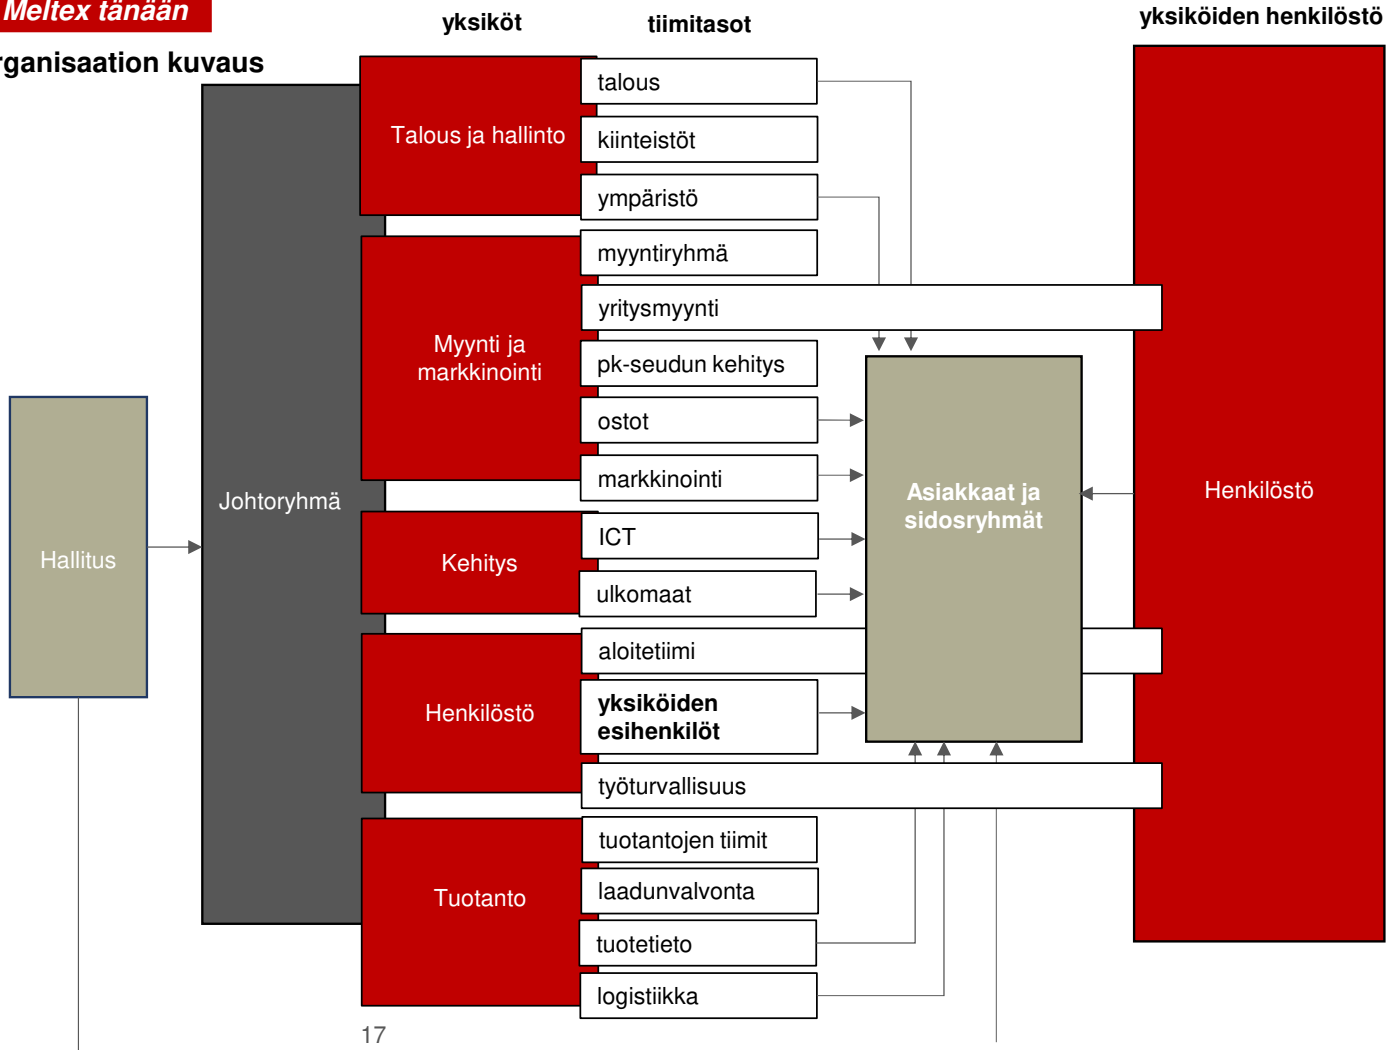 Meltex tänään
rganisaation kuvaus
yksiköt
tiimitasot
yksiköiden henkilöstö
Hallitus
Johtoryhmä
Talous ja hallinto
talous
kiinteistöt
ympäristö
Myynti ja
markkinointi
myyntiryhmä
yritysmyynti
pk-seudun kehitys
ostot
markkinointi
Kehitys
ICT
ulkomaat
Henkilöstö
aloitetiimi
yksiköiden
esihenkilöt
työturvallisuus
Tuotanto
tuotantojen tiimit
laadunvalvonta
tuotetieto
logistiikka
Asiakkaat ja
sidosryhmät
Henkilöstö
17